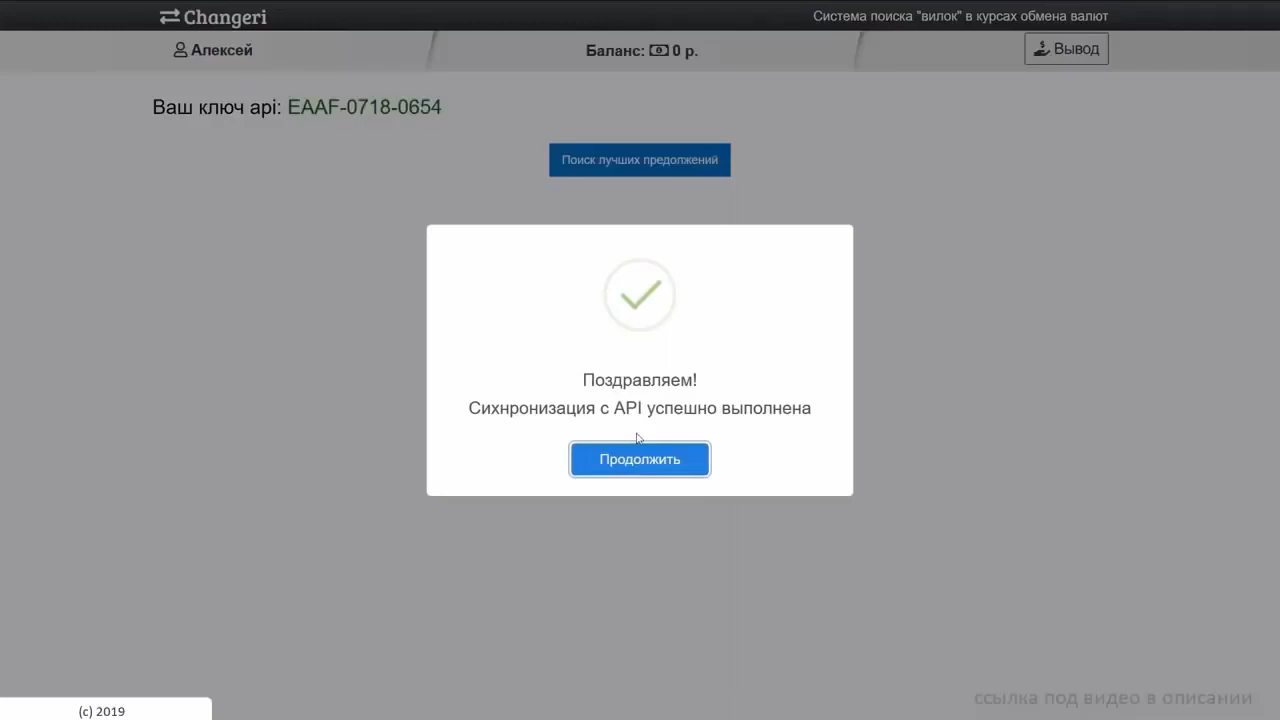 Changeri
Система поиска "вилок" в курсах обмена валют
Алексей
Баланс: 0 р.
Вывод
Ваш ключ api: EAAF-0718-0654
Поиск лучших предолжений
Поздравляем!
Сихнронизация с API успешно выполнена
Продолжить
ссылка под видео в описании
(c) 2019